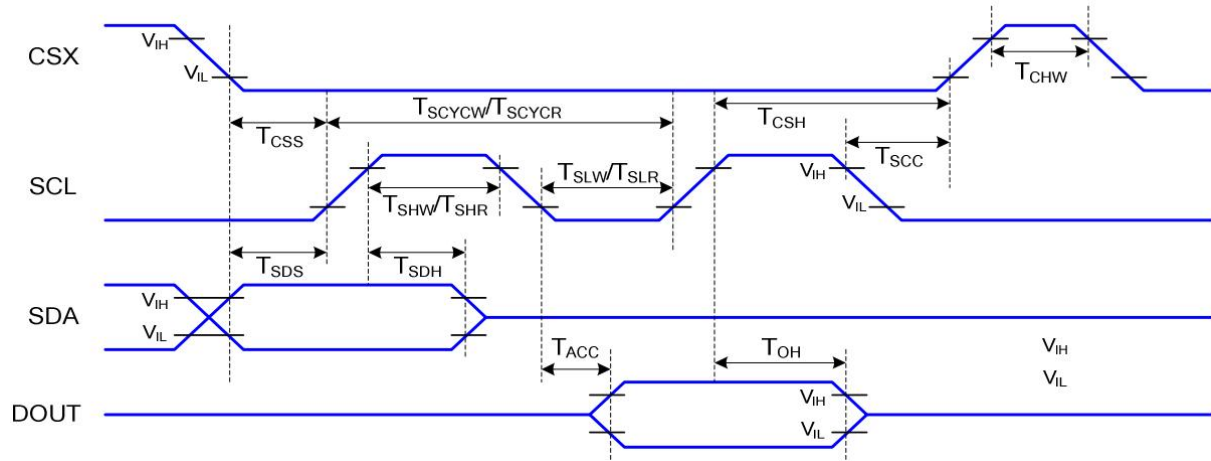 CSX
VIH
VIL
TCHW
TSCYCW/TSCYCR
TCSS
TCSH
TSCC
SCL
TSLW/TSLR
VIH
TSHW/TSHR
VIL
TSDS
TSDH
SDA
VIH
VIL
TACC
TOH
VIH
VIL
DOUT
VIH
VIL